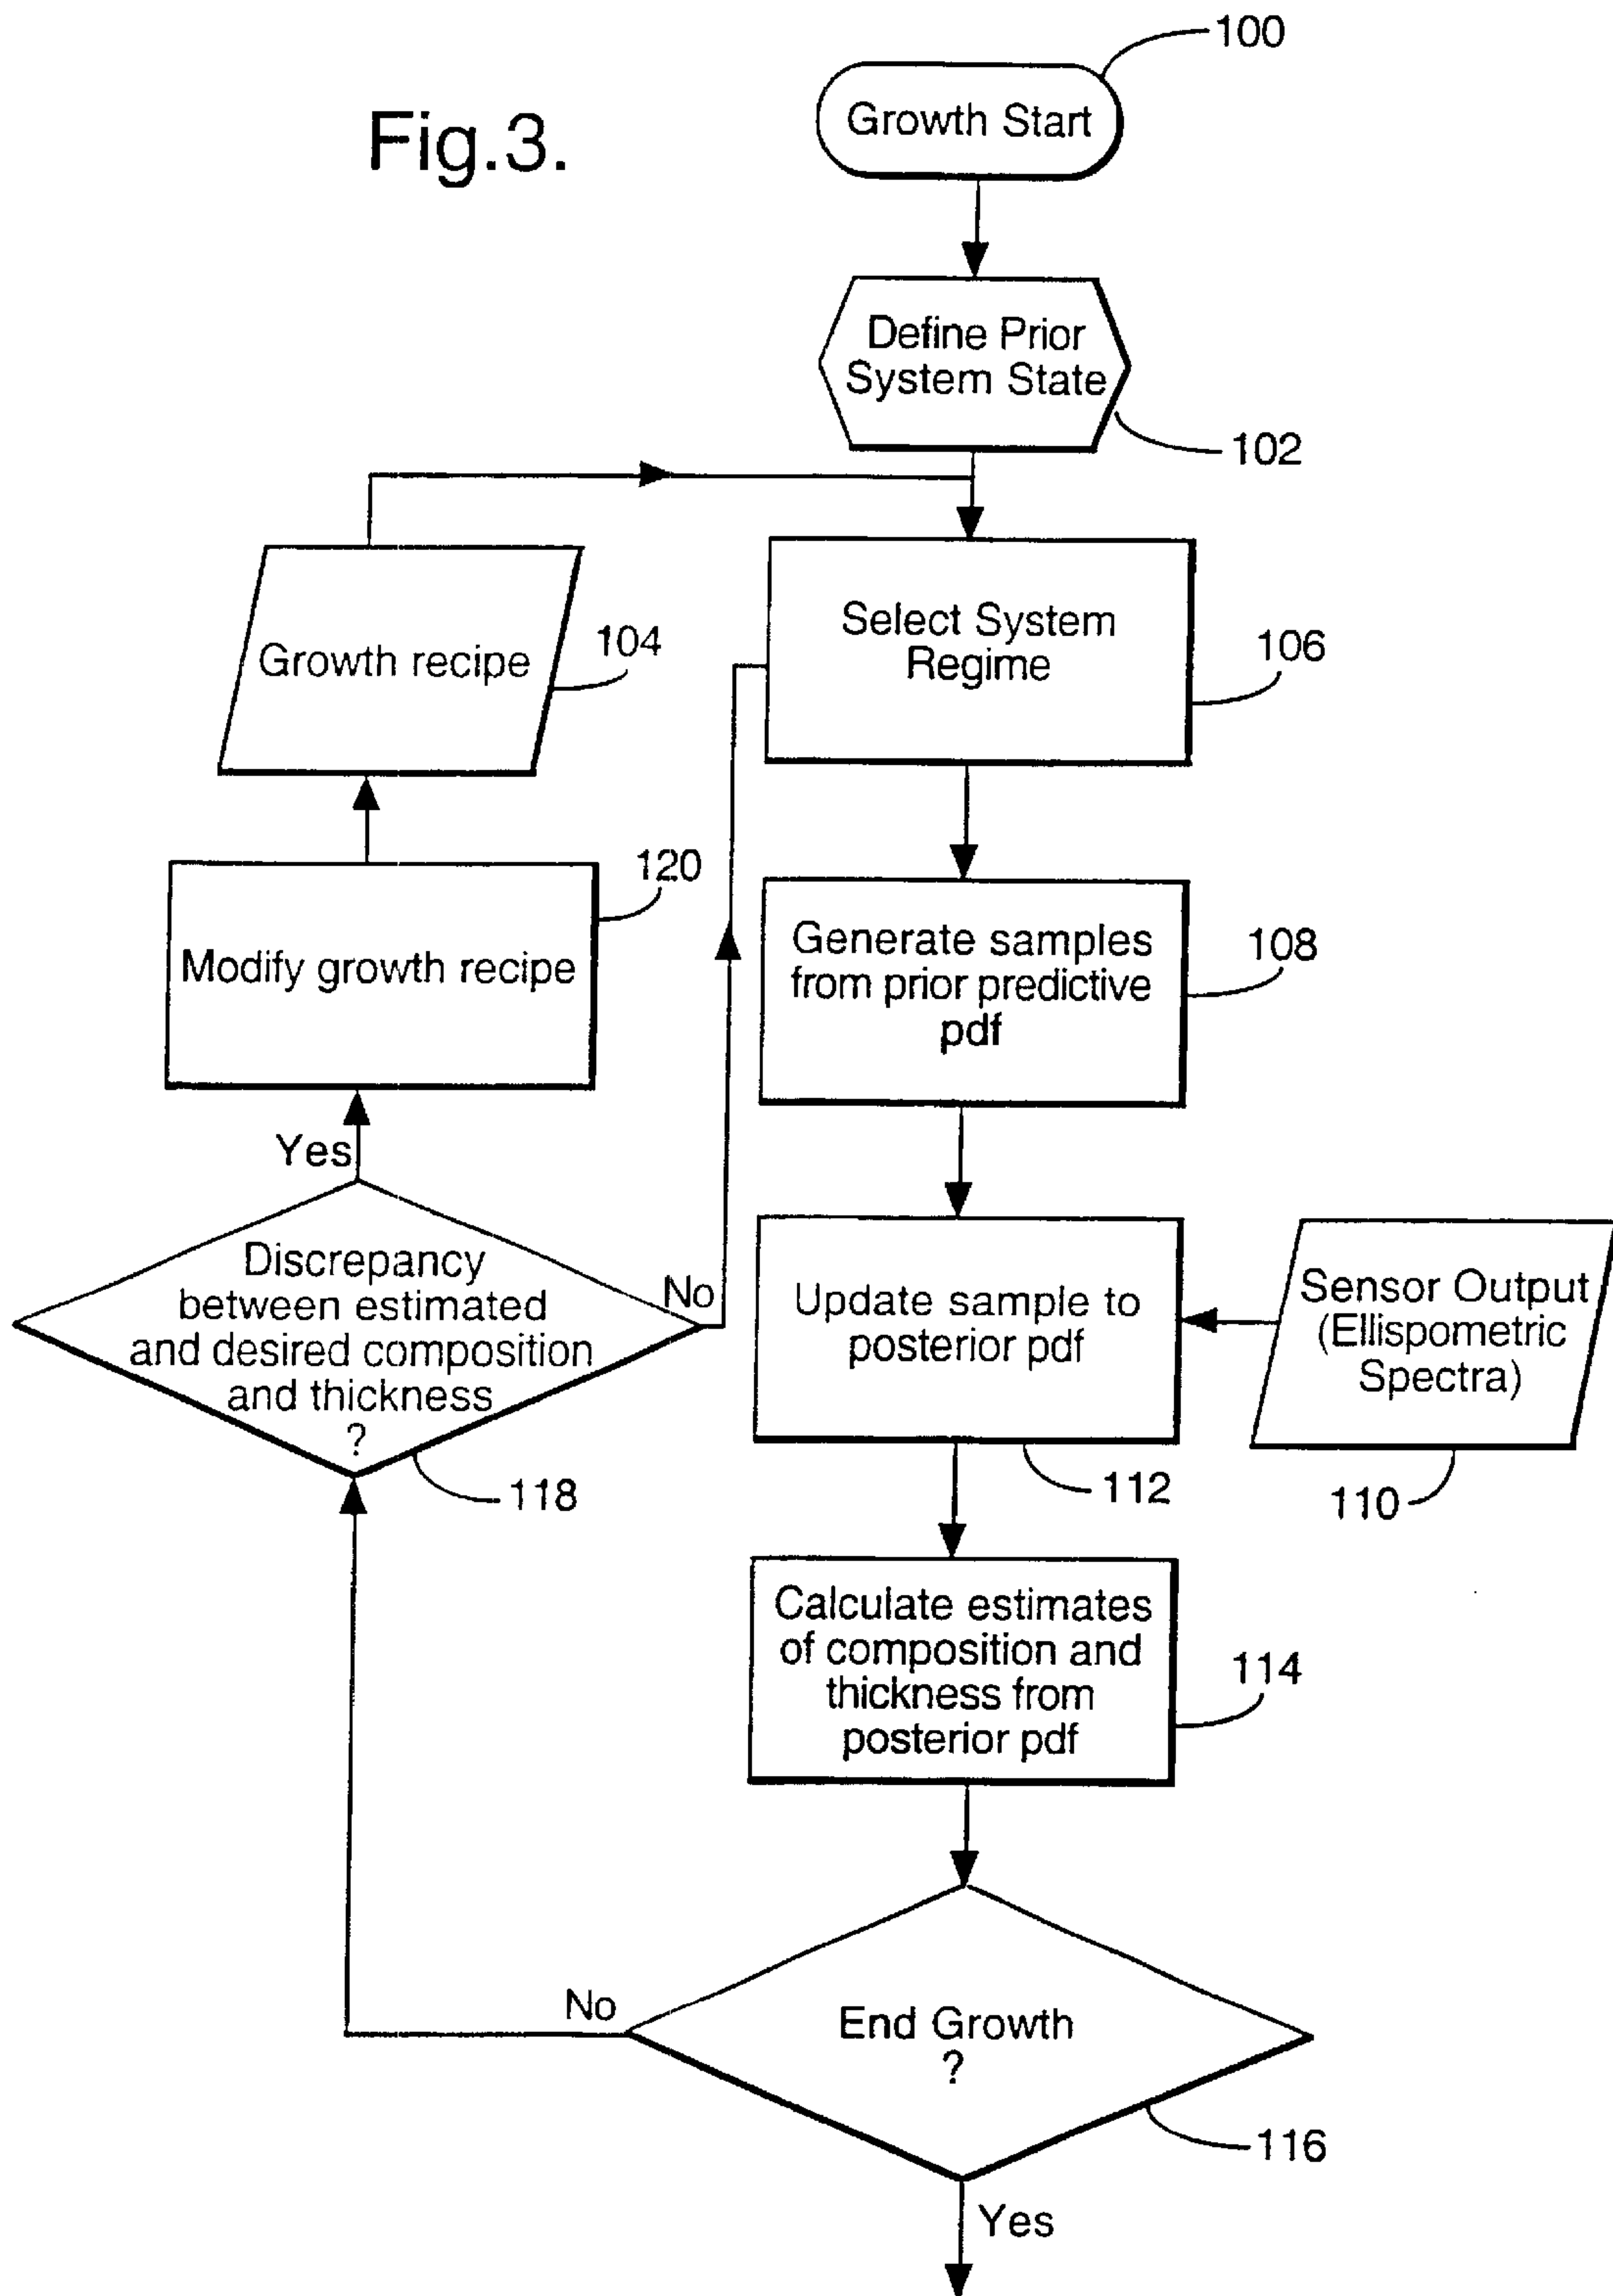 Fig.3.
100
Growth Start
Define Prior
System State
102
Growth recipe
104
Select System
Regime
106
Modify growth recipe
120
Generate samples
from prior predictive
pdf
108
Yes
Discrepancy
between estimated
and desired composition
and thickness
?
No
118
Update sample to
posterior pdf
112
Sensor Output
(Ellispometric
Spectra)
110
Calculate estimates
of composition and
thickness from
posterior pdf
114
No
End Growth
?
116
Yes